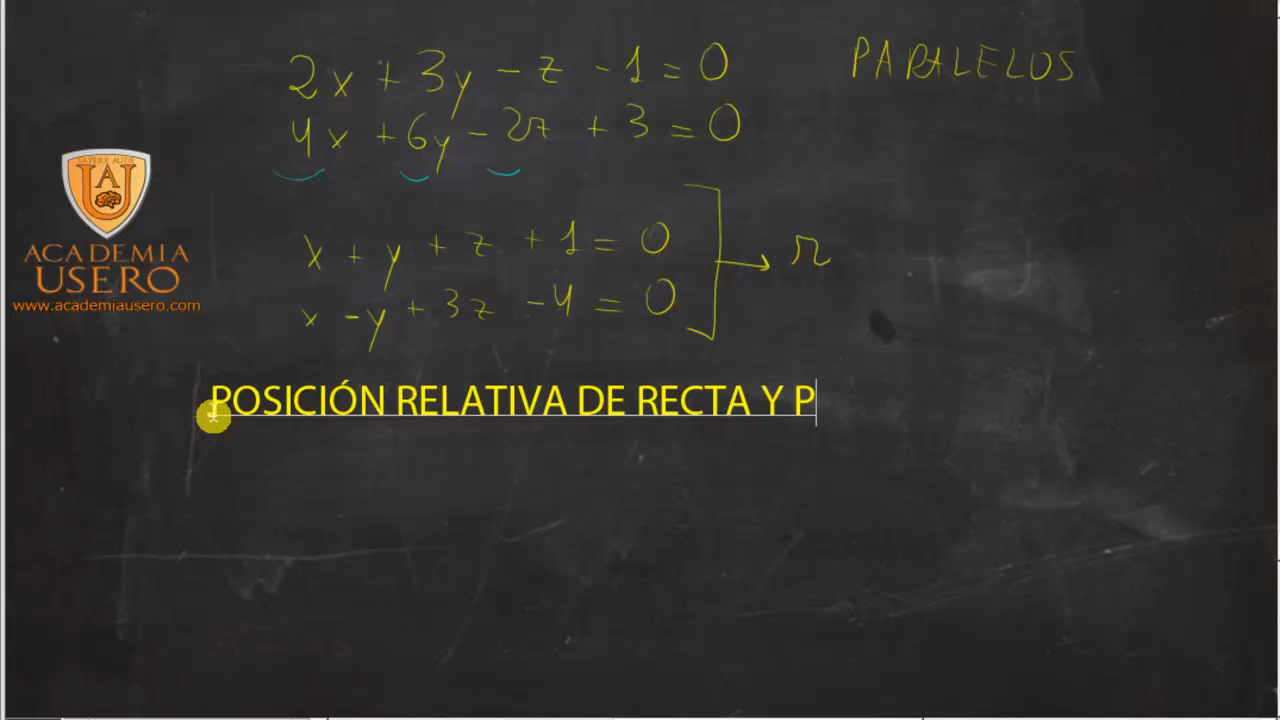 2x + 3y - z - 1 = 0 PARALELOS
4x + 6y - 2z + 3 = 0
SAPERE AUDE
UA
ACADEMIA
USERO
www.academiausero.com
x + y + z + 1 = 0
x - y + 3z - 4 = 0
→ r
POSICIÓN RELATIVA DE RECTA Y P